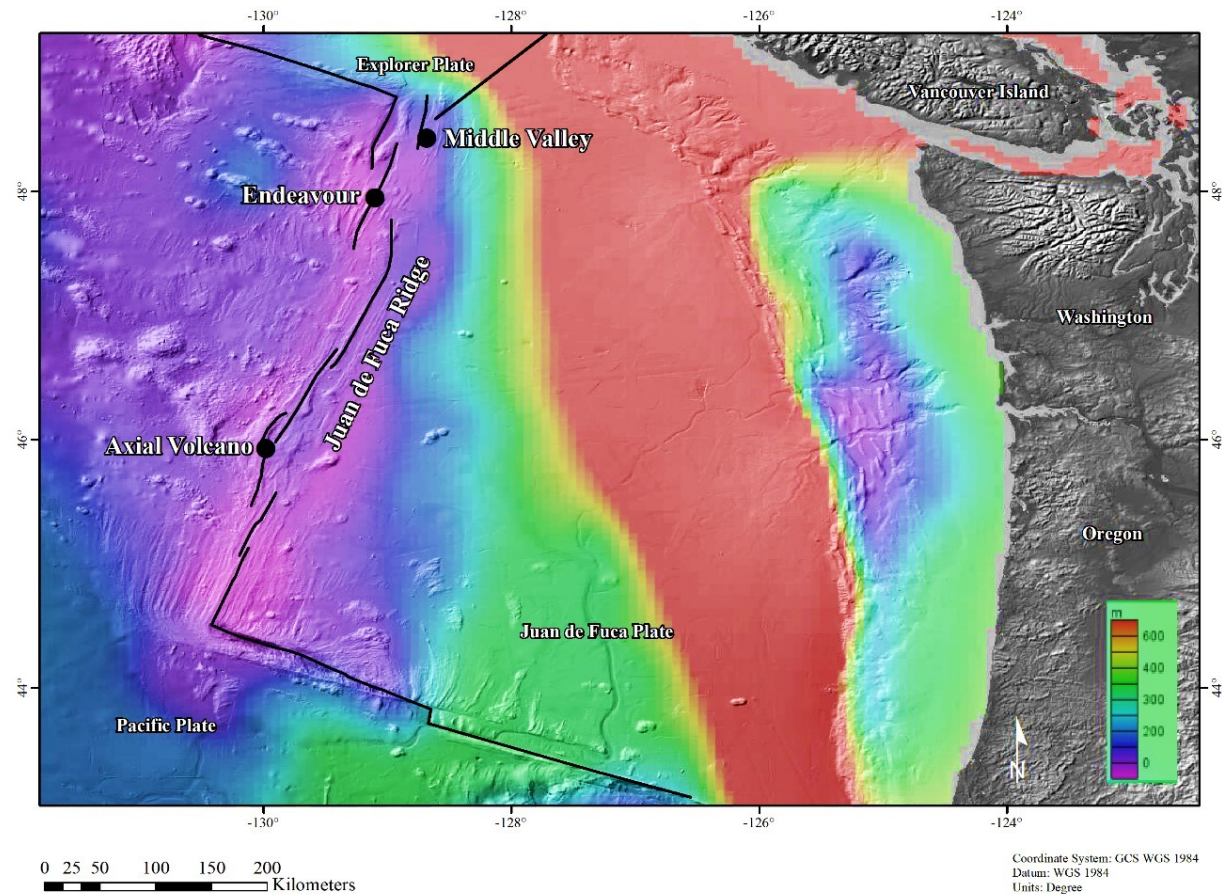 -130°
-128°
-126°
-124°
Explorer Plate
Vancouver Island
Middle Valley
48°
Endeavour
48°
Juan de Fuca Ridge
Washington
46°
Axial Volcano
46°
Oregon
m
600
400
300
200
0
Juan de Fuca Plate
44°
Pacific Plate
N
44°
-130°
-128°
-126°
-124°
0 25 50 100 150 200
Kilometers
Coordinate System: GCS WGS 1984
Datum: WGS 1984
Units: Degree